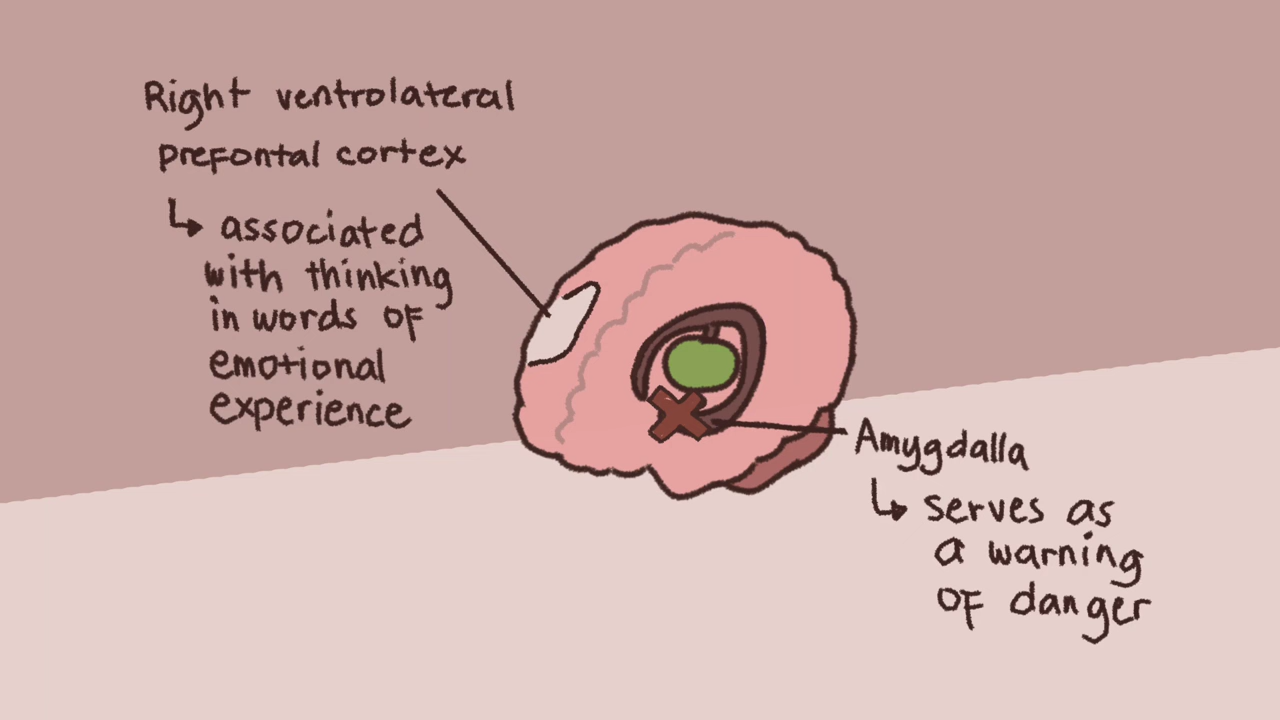 Right ventrolateral
prefontal cortex
↳ associated
with thinking
in words of
emotional
experience
Amygdalla
↳ serves as
a warning
of danger